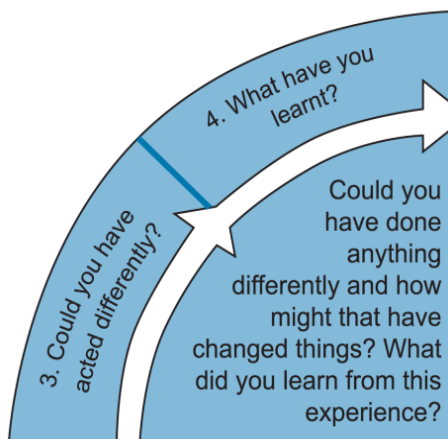 3. Could you have
acted differently?
4. What have you
learnt?
Could you
have done
anything
differently and how
might that have
changed things? What
did you learn from this
experience?